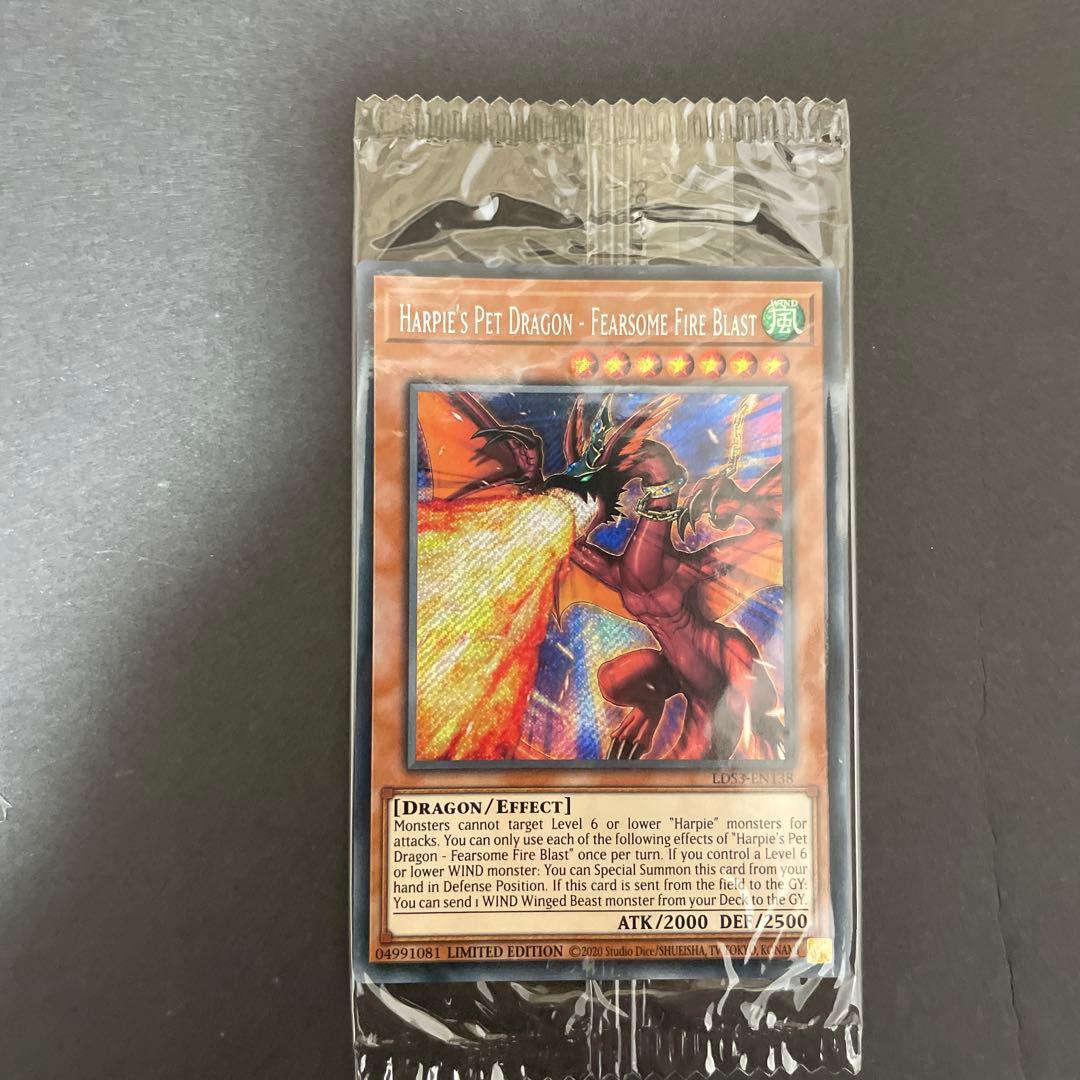 HARPIE'S PET DRAGON - FEARSOME FIRE BLAST
WIND
風
LDS3-EN138
[DRAGON/EFFECT]
Monsters cannot target Level 6 or lower "Harpie" monsters for
attacks. You can only use each of the following effects of "Harpie's Pet
Dragon - Fearsome Fire Blast" once per turn. If you control a Level 6
or lower WIND monster: You can Special Summon this card from your
hand in Defense Position. If this card is sent from the field to the GY:
You can send 1 WIND Winged Beast monster from your Deck to the GY.
ATK/2000 DEF/2500
04991081 LIMITED EDITION ©2020 Studio Dice/SHUEISHA, TV TOKYO, KONAMI